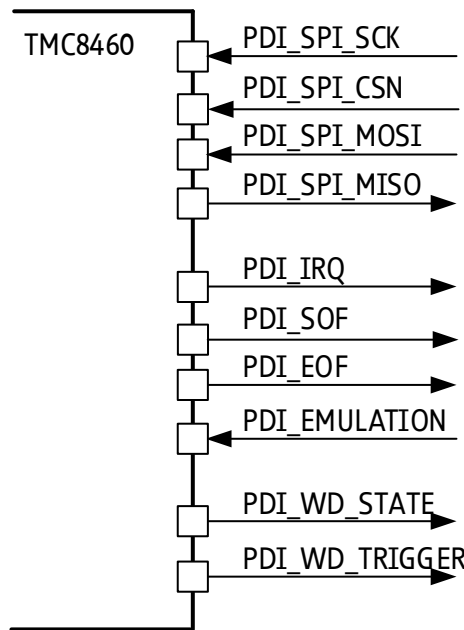 TMC8460
PDI_SPI_SCK
PDI_SPI_CSN
PDI_SPI_MOSI
PDI_SPI_MISO
PDI_IRQ
PDI_SOF
PDI_EOF
PDI_EMULATION
PDI_WD_STATE
PDI_WD_TRIGGER